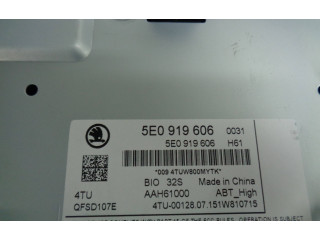 5E0 919 606 0031
5E0 919 606 H61
*009 4TUW800MYTK*
BIO 32S Made in China
4TU AAH61000 ABT_High
QFSD107E 4TU-00128.07.151W810715